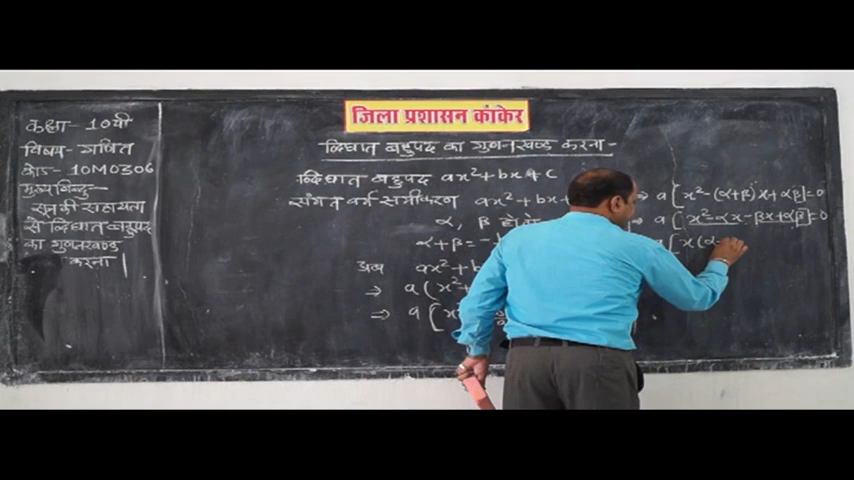 जिला प्रशासन कांकेर
कक्षा- 10वी
विषय- गणित
कोड- 10M0306
मुख्य बिन्दु-
सूत्र की सहायता
से द्विघात बहुपद
का गुणनखण्ड
करना |
द्विघात बहुपद का गुणनखण्ड करना -
द्विघात बहुपद ax²+bx+c
संगत वर्ग समीकरण ax²+bx+
α, β होंगे
α+β = -
अब ax²+b
⇒ a(x²+
⇒ a[x²
⇒ a[x²-(α+β)x+αβ]=0
⇒ a[x²-αx-βx+αβ]=0
a[x(α-